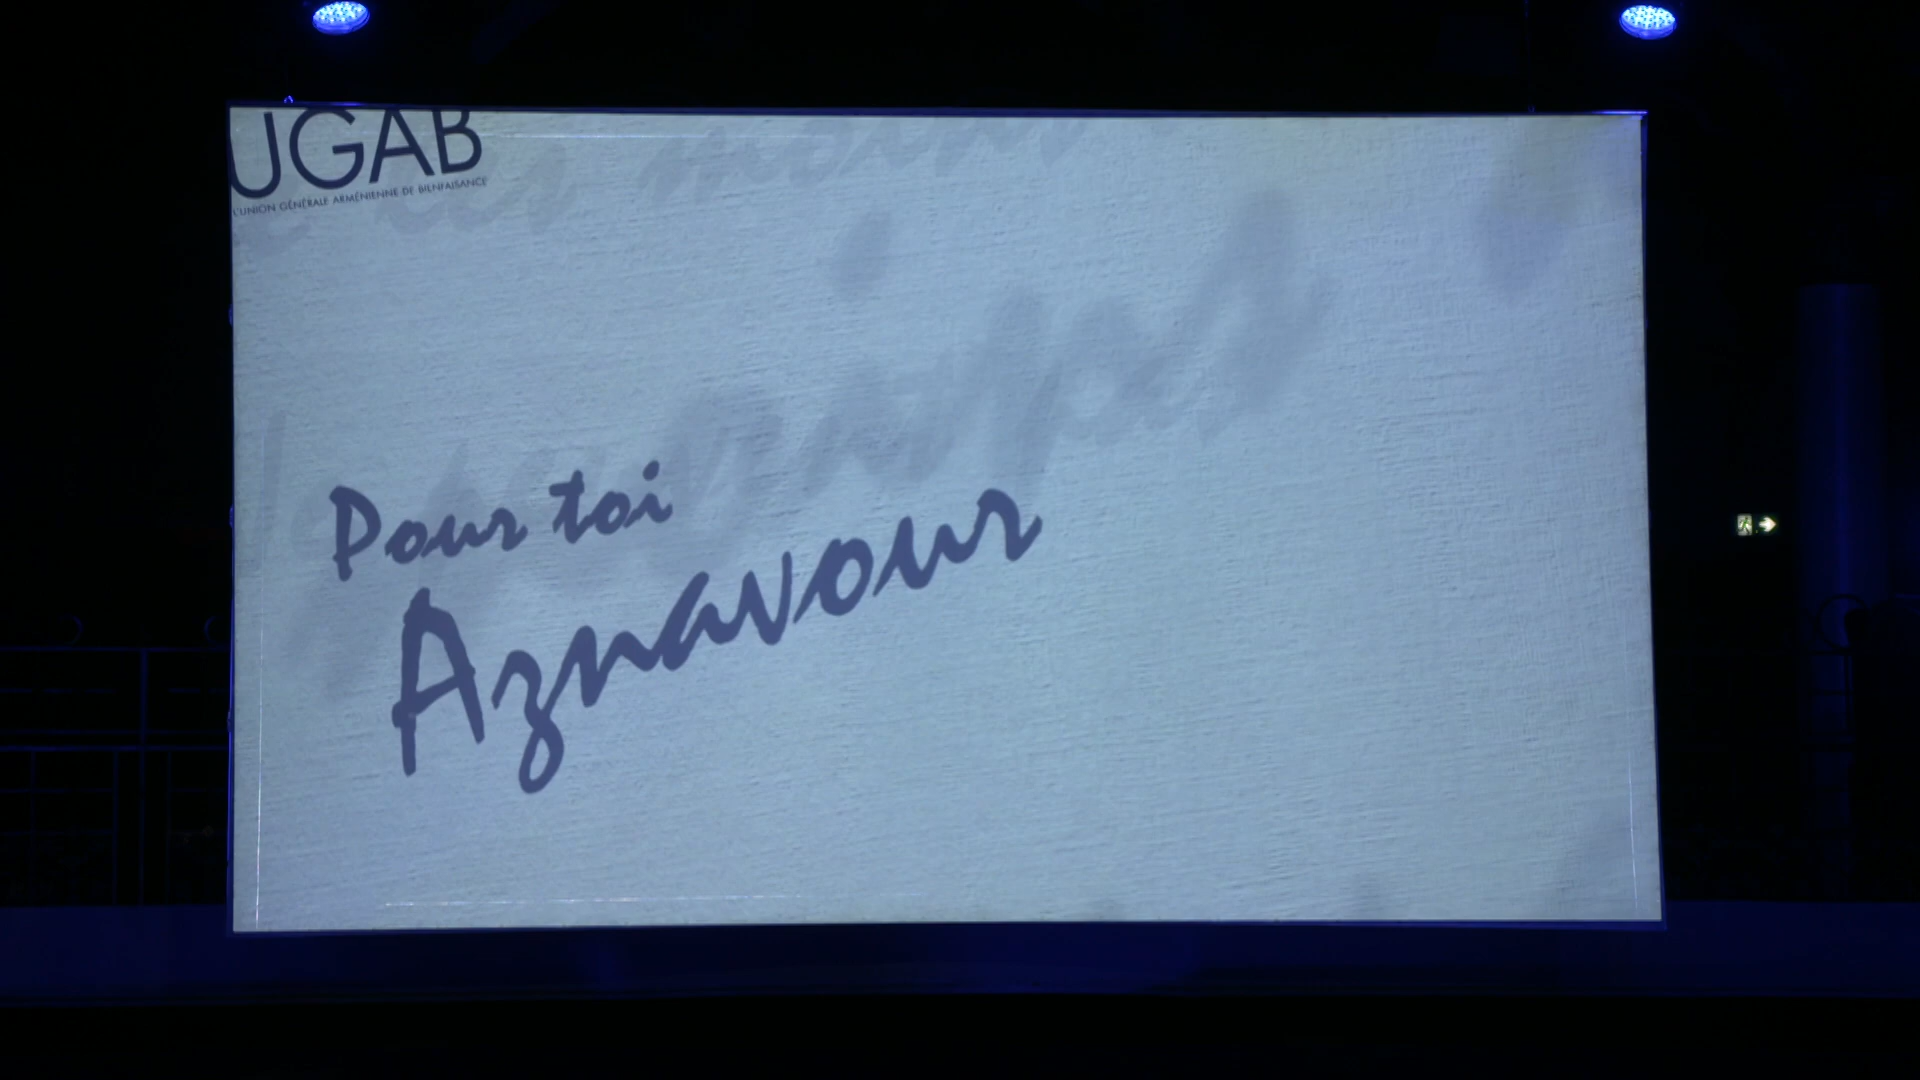 UGAB
L'UNION GÉNÉRALE ARMÉNIENNE DE BIENFAISANCE
Pour toi
Aznavour